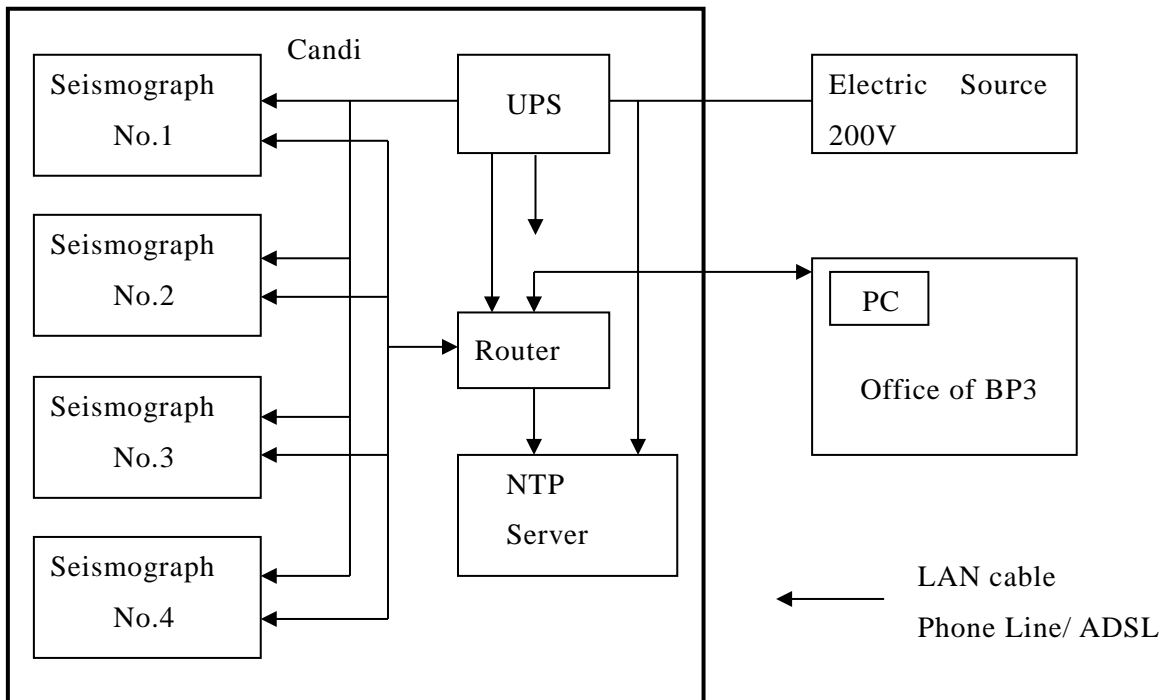 Candi
Seismograph
No.1
UPS
Electric Source
200V
Seismograph
No.2
PC
Router
Office of BP3
Seismograph
No.3
NTP
Server
Seismograph
No.4
LAN cable
Phone Line/ ADSL